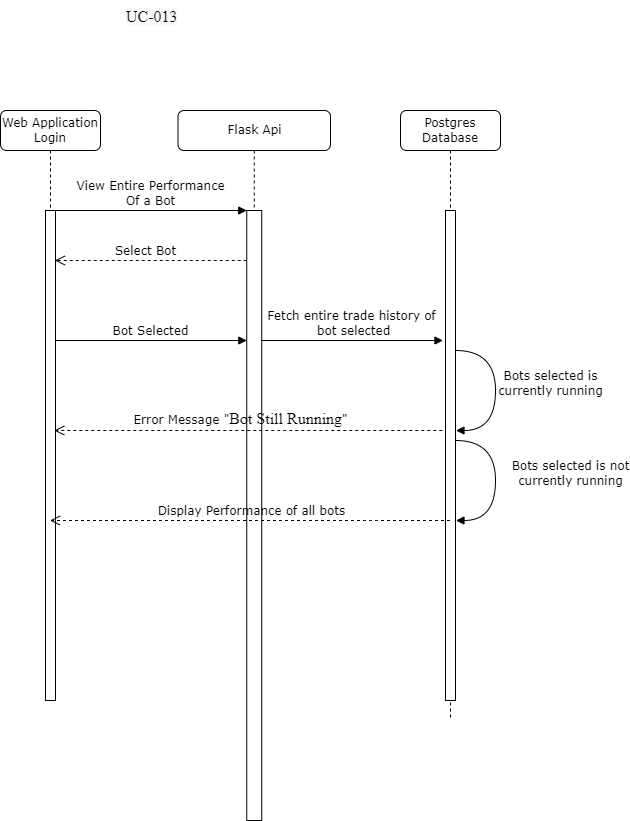 UC-013
Web Application
Login
Flask Api
Postgres
Database
View Entire Performance
Of a Bot
Select Bot
Fetch entire trade history of
bot selected
Bot Selected
Bots selected is
currently running
Error Message "Bot Still Running"
Bots selected is not
currently running
Display Performance of all bots